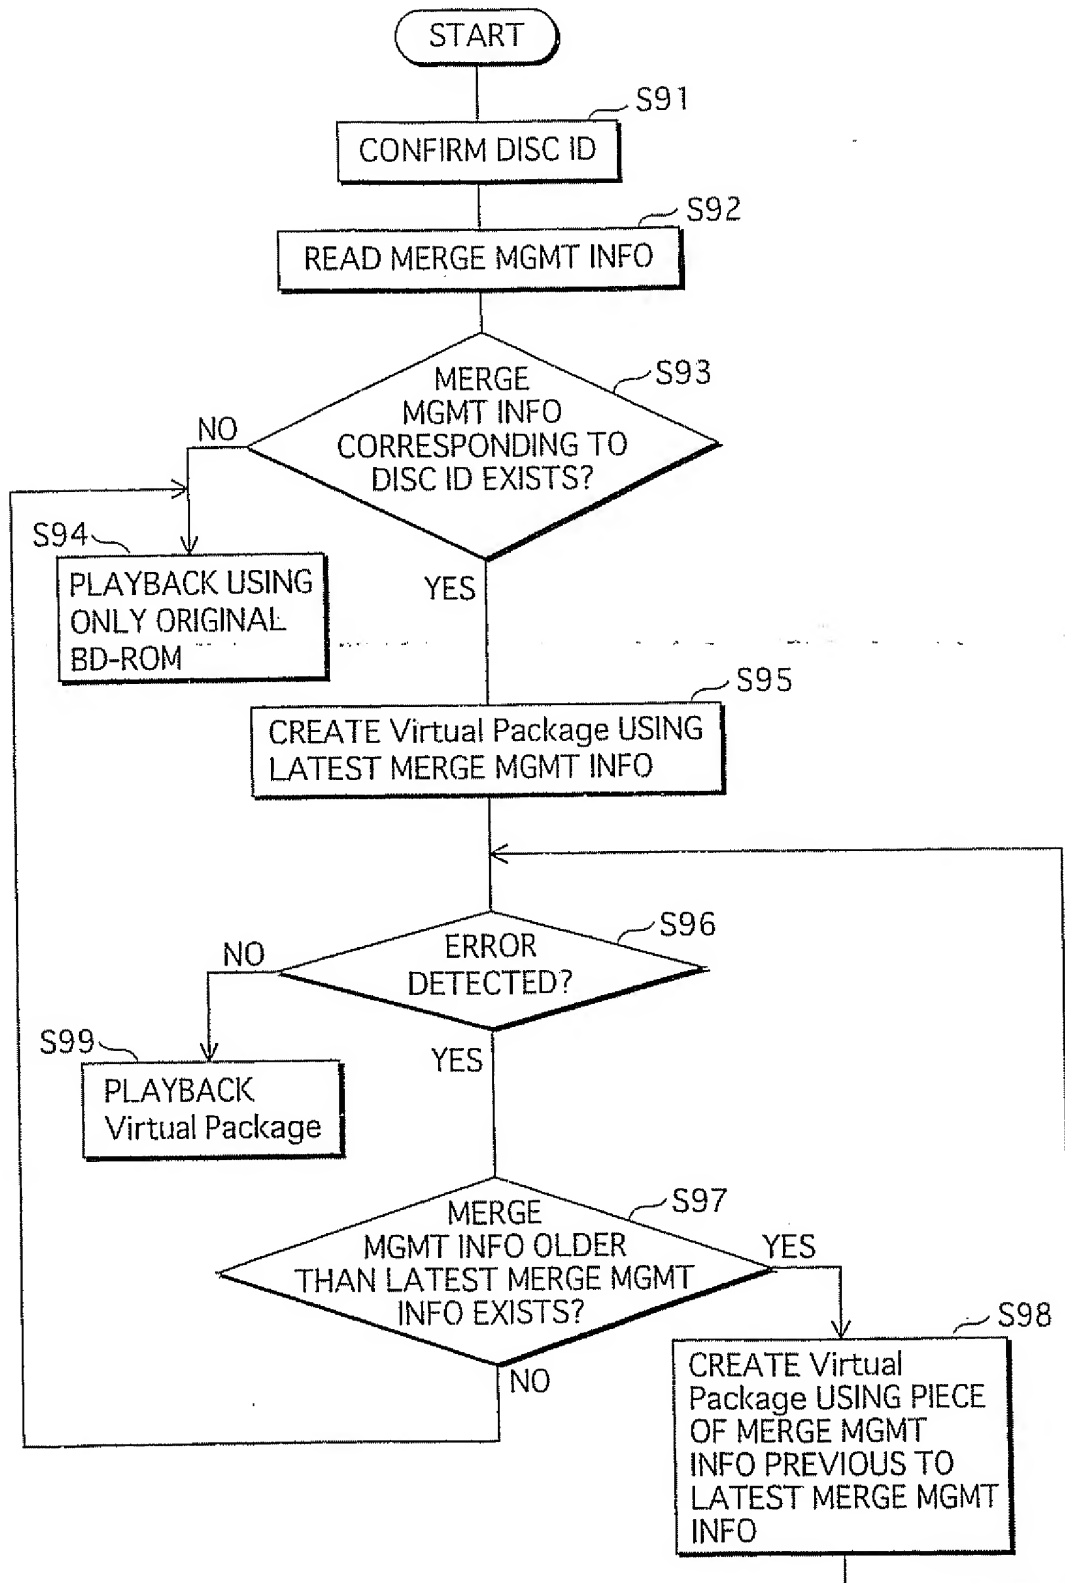 START
S91
CONFIRM DISC ID
S92
READ MERGE MGMT INFO
S93
MERGE
MGMT INFO
CORRESPONDING TO
DISC ID EXISTS?
NO
S94
PLAYBACK USING
ONLY ORIGINAL
BD-ROM
YES
S95
CREATE Virtual Package USING
LATEST MERGE MGMT INFO
S96
ERROR
DETECTED?
NO
S99
PLAYBACK
Virtual Package
YES
S97
MERGE
MGMT INFO OLDER
THAN LATEST MERGE MGMT
INFO EXISTS?
YES
NO
S98
CREATE Virtual
Package USING PIECE
OF MERGE MGMT
INFO PREVIOUS TO
LATEST MERGE MGMT
INFO